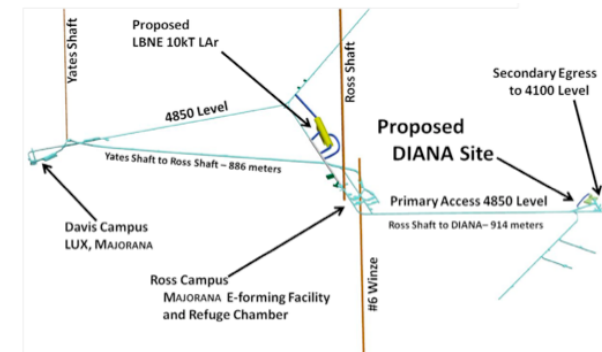 Yates Shaft
Proposed
LBNE 10kT LAr
Ross Shaft
Secondary Egress
to 4100 Level
4850 Level
Proposed
DIANA Site
Yates Shaft to Ross Shaft – 886 meters
Primary Access 4850 Level
Ross Shaft to DIANA– 914 meters
Davis Campus
LUX, MAJORANA
Ross Campus
MAJORANA E-forming Facility
and Refuge Chamber
#6 Winze